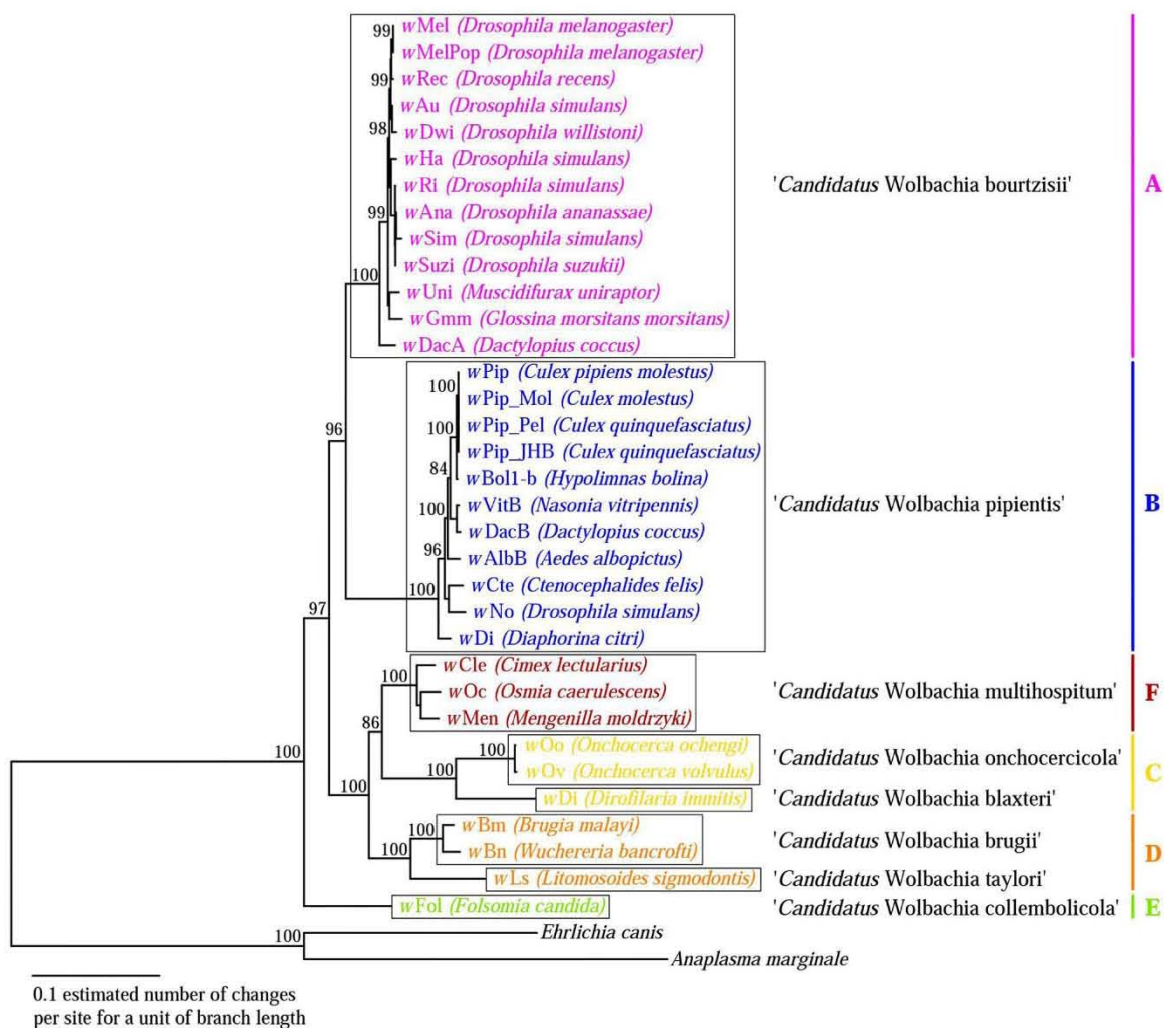 99
wMel (Drosophila melanogaster)
wMelPop (Drosophila melanogaster)
99
wRec (Drosophila recens)
wAu (Drosophila simulans)
98
wDwi (Drosophila willistoni)
wHa (Drosophila simulans)
wRi (Drosophila simulans)
'Candidatus Wolbachia bourtzisii'
A
99
wAna (Drosophila ananassae)
wSim (Drosophila simulans)
wSuzi (Drosophila suzukii)
100
wUni (Muscidifurax uniraptor)
wGmm (Glossina morsitans morsitans)
wDacA (Dactylopius coccus)
wPip (Culex pipiens molestus)
100
wPip_Mol (Culex molestus)
wPip_Pel (Culex quinquefasciatus)
100
96
wPip_JHB (Culex quinquefasciatus)
84
wBol1-b (Hypolimnas bolina)
wVitB (Nasonia vitripennis)
'Candidatus Wolbachia pipientis'
B
100
wDacB (Dactylopius coccus)
96
wAlbB (Aedes albopictus)
wCte (Ctenocephalides felis)
100
wNo (Drosophila simulans)
97
wDi (Diaphorina citri)
wCle (Cimex lectularius)
100
wOc (Osmia caerulescens)
'Candidatus Wolbachia multihospitum'
F
wMen (Mengenilla moldrzyki)
86
100
wOo (Onchocerca ochengi)
'Candidatus Wolbachia onchocercicola'
100
100
wOv (Onchocerca volvulus)
C
wDi (Dirofilaria immitis)
'Candidatus Wolbachia blaxteri'
100
100
wBm (Brugia malayi)
'Candidatus Wolbachia brugii'
wBn (Wuchereria bancrofti)
D
100
wLs (Litomosoides sigmodontis)
'Candidatus Wolbachia taylori'
wFol (Folsomia candida)
'Candidatus Wolbachia collembolicola'
E
100
Ehrlichia canis
Anaplasma marginale
0.1 estimated number of changes
per site for a unit of branch length